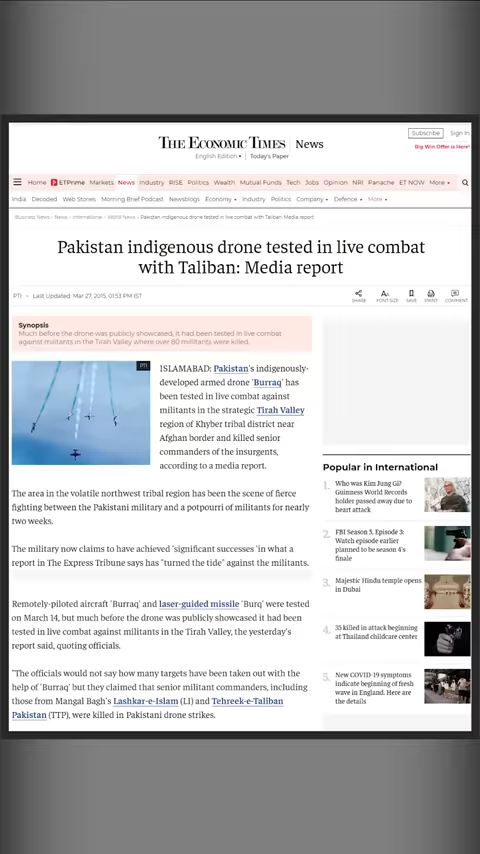 THE ECONOMIC TIMES | News
Subscribe Sign In
Big Win Offer is Here!
English Edition ▾ | Today's Paper
Home ETPrime Markets News Industry RISE Politics Wealth Mutual Funds Tech Jobs Opinion NRI Panache ET NOW More
India Decoded Web Stories Morning Brief Podcast Newsblogs Economy Industry Politics Company Defence More
Business News › News › International › World News › Pakistan indigenous drone tested in live combat with Taliban: Media report
Pakistan indigenous drone tested in live combat
with Taliban: Media report
PTI • Last Updated: Mar 27, 2015, 01:53 PM IST
SHARE FONT SIZE SAVE PRINT COMMENT
Synopsis
Much before the drone was publicly showcased, it had been tested in live combat
against militants in the Tirah Valley where over 80 millitants were killed.
PTI
ISLAMABAD: Pakistan's indigenously-
developed armed drone 'Burraq' has
been tested in live combat against
militants in the strategic Tirah Valley
region of Khyber tribal district near
Afghan border and killed senior
commanders of the insurgents,
according to a media report.
The area in the volatile northwest tribal region has been the scene of fierce
fighting between the Pakistani military and a potpourri of militants for nearly
two weeks.
The military now claims to have achieved 'significant successes 'in what a
report in The Express Tribune says has "turned the tide" against the militants.
Remotely-piloted aircraft 'Burraq' and laser-guided missile 'Burq' were tested
on March 14, but much before the drone was publicly showcased it had been
tested in live combat against militants in the Tirah Valley, the yesterday's
report said, quoting officials.
"The officials would not say how many targets have been taken out with the
help of 'Burraq' but they claimed that senior militant commanders, including
those from Mangal Bagh's Lashkar-e-Islam (LI) and Tehreek-e-Taliban
Pakistan (TTP), were killed in Pakistani drone strikes.
Popular in International
1. Who was Kim Jung Gi?
Guinness World Records
holder passed away due to
heart attack
2. FBI Season 5, Episode 3:
Watch episode earlier
planned to be season 4's
finale
3. Majestic Hindu temple opens
in Dubai
4. 35 killed in attack beginning
at Thailand childcare center
5. New COVID-19 symptoms
indicate beginning of fresh
wave in England. Here are
the details